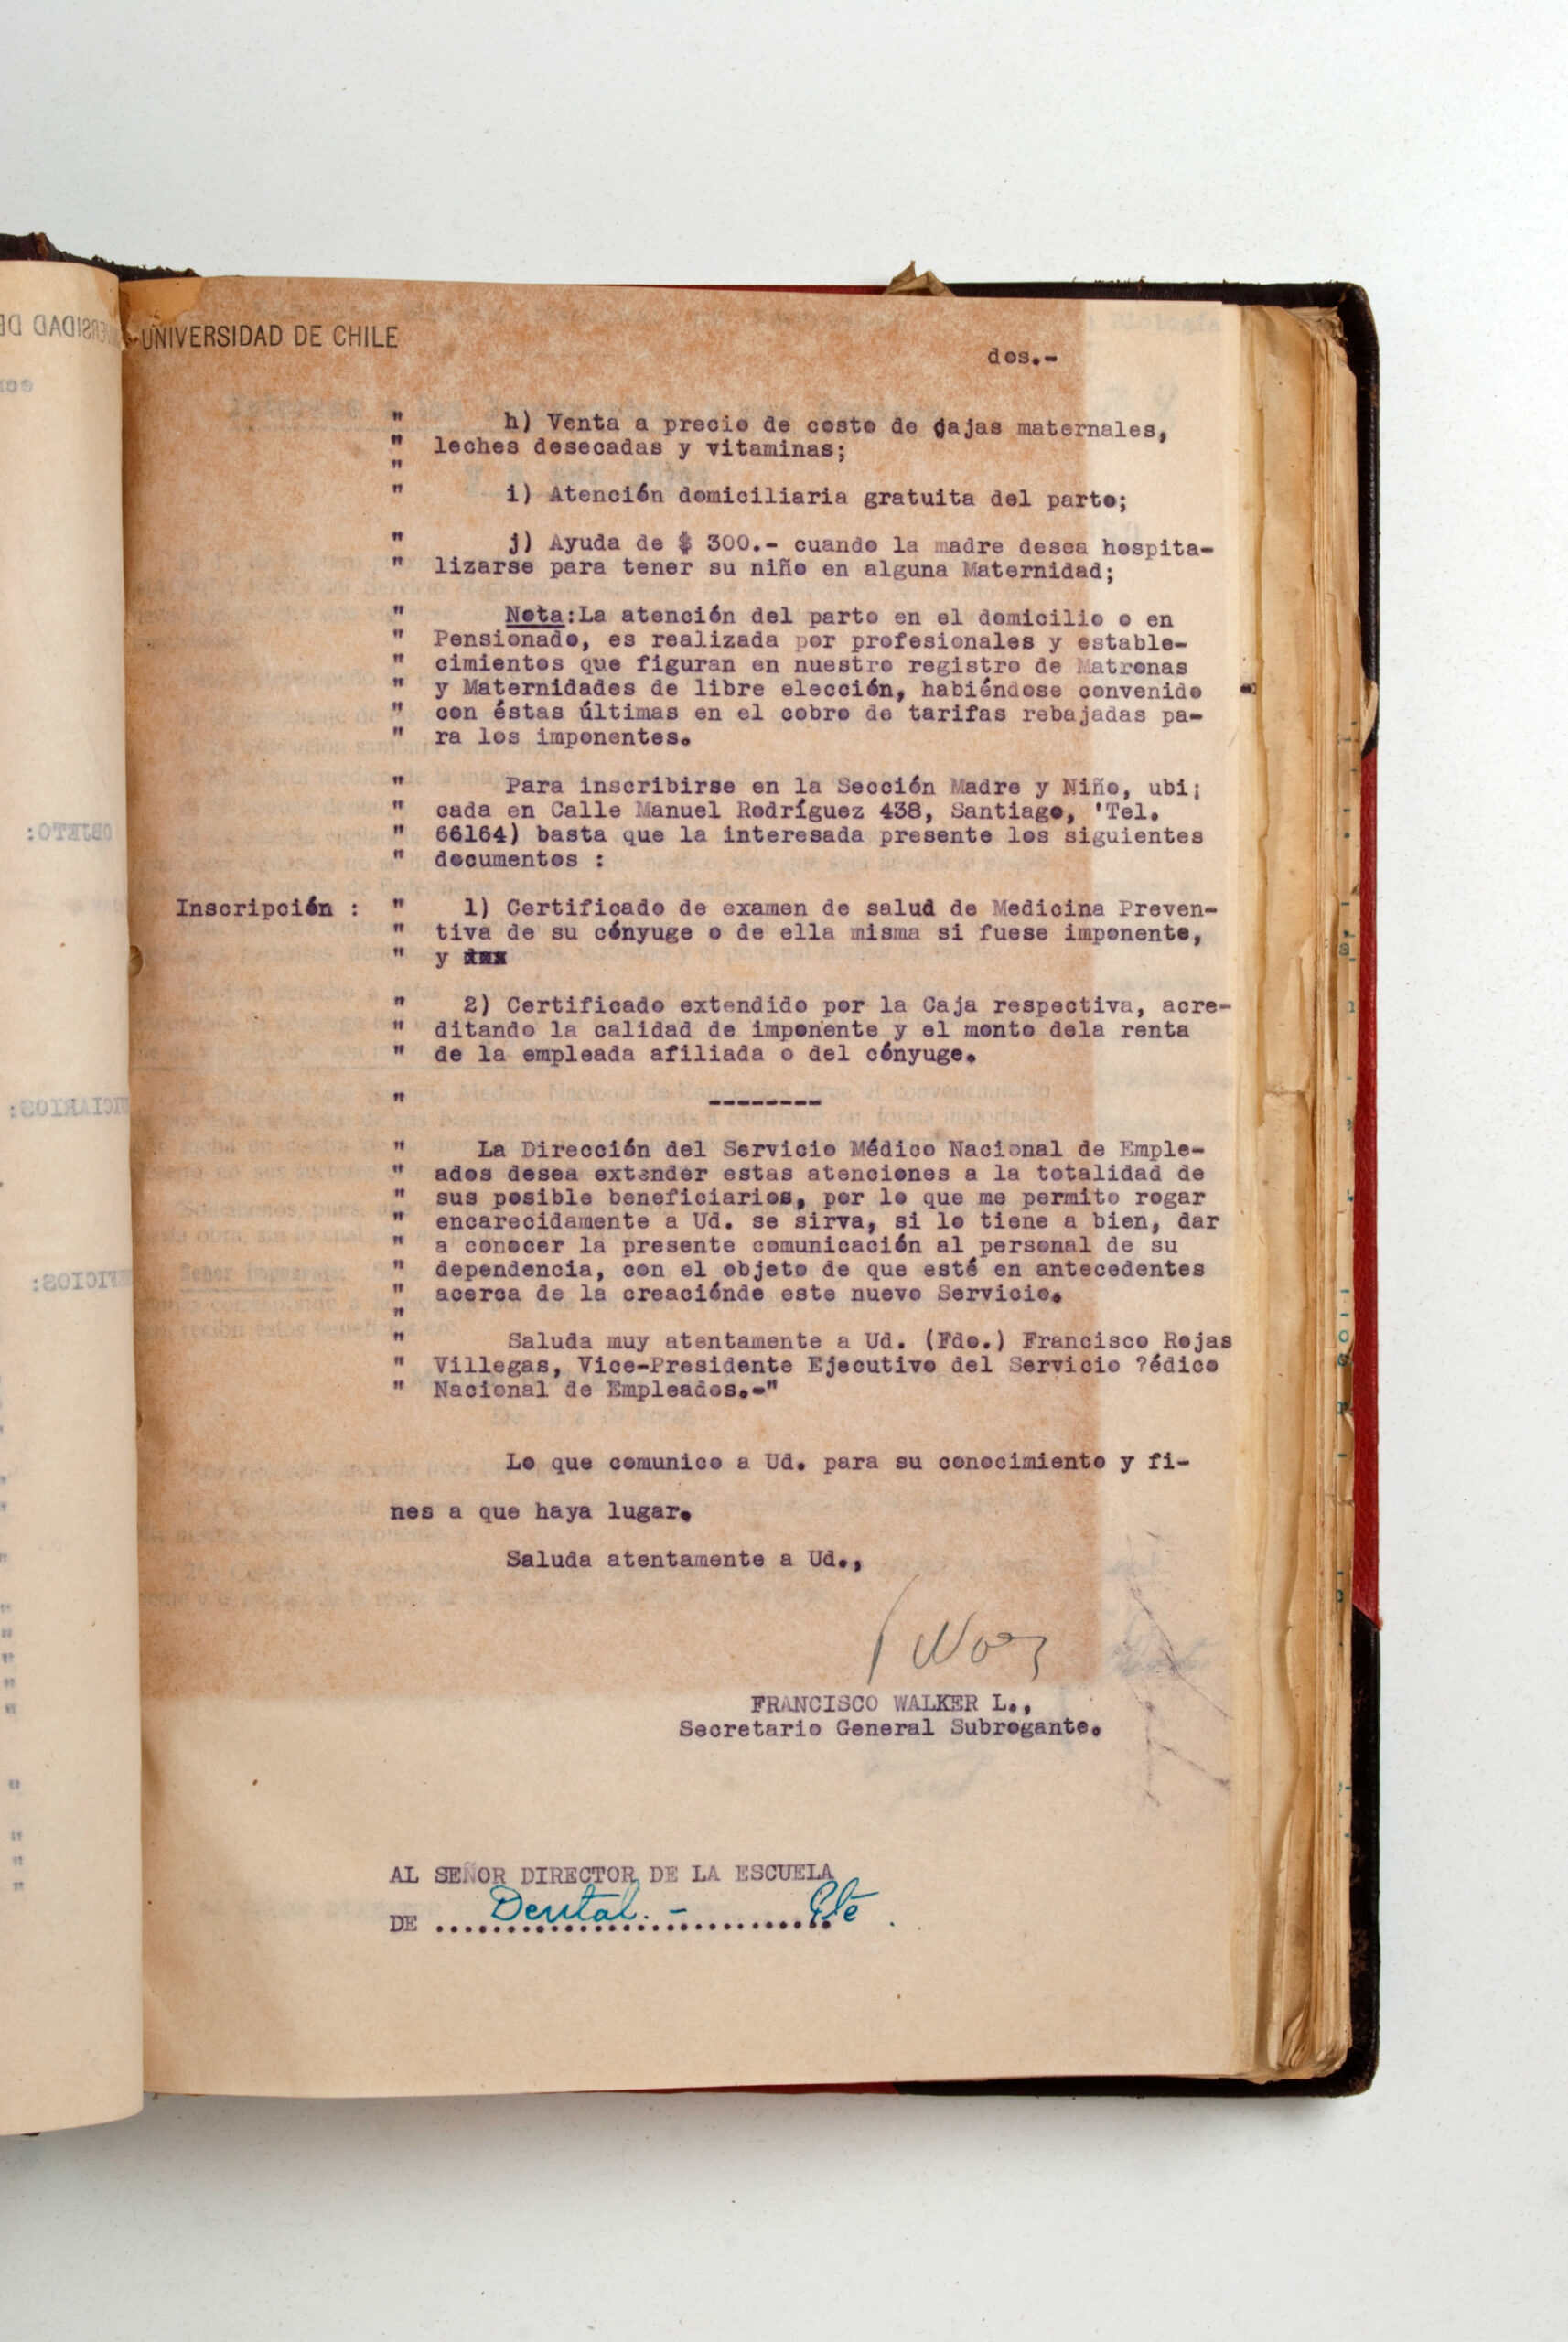 UNIVERSIDAD DE CHILE
dos.-
" h) Venta a precio de costo de cajas maternales,
" leches desecadas y vitaminas;
"
" i) Atención domiciliaria gratuita del parto;
" j) Ayuda de $ 300.- cuando la madre desea hospita-
" lizarse para tener su niño en alguna Maternidad;
" Nota:La atención del parto en el domicilio o en
" Pensionado, es realizada por profesionales y estable-
" cimientos que figuran en nuestro registro de Matronas
" y Maternidades de libre elección, habiéndose convenido
" con éstas últimas en el cobro de tarifas rebajadas pa-
" ra los imponentes.
" Para inscribirse en la Sección Madre y Niño, ubi;
" cada en Calle Manuel Rodríguez 438, Santiago, 'Tel.
" 66164) basta que la interesada presente los siguientes
" documentos :
Inscripción : " 1) Certificado de examen de salud de Medicina Preven-
" tiva de su cónyuge o de ella misma si fuese imponente,
" y
" 2) Certificado extendido por la Caja respectiva, acre-
" ditando la calidad de imponente y el monto dela renta
" de la empleada afiliada o del cónyuge.
" --------
" La Dirección del Servicio Médico Nacional de Emple-
" ados desea extender estas atenciones a la totalidad de
" sus posible beneficiarios, por lo que me permito rogar
" encarecidamente a Ud. se sirva, si lo tiene a bien, dar
" a conocer la presente comunicación al personal de su
" dependencia, con el objeto de que esté en antecedentes
" acerca de la creaciónde este nuevo Servicio.
"
" Saluda muy atentamente a Ud. (Fdo.) Francisco Rojas
" Villegas, Vice-Presidente Ejecutivo del Servicio ?édico
" Nacional de Empleados.-"
Lo que comunico a Ud. para su conocimiento y fi-
nes a que haya lugar.
Saluda atentamente a Ud.,
FRANCISCO WALKER L.,
Secretario General Subrogante.
AL SEÑOR DIRECTOR DE LA ESCUELA
DE Dental.- Pte.